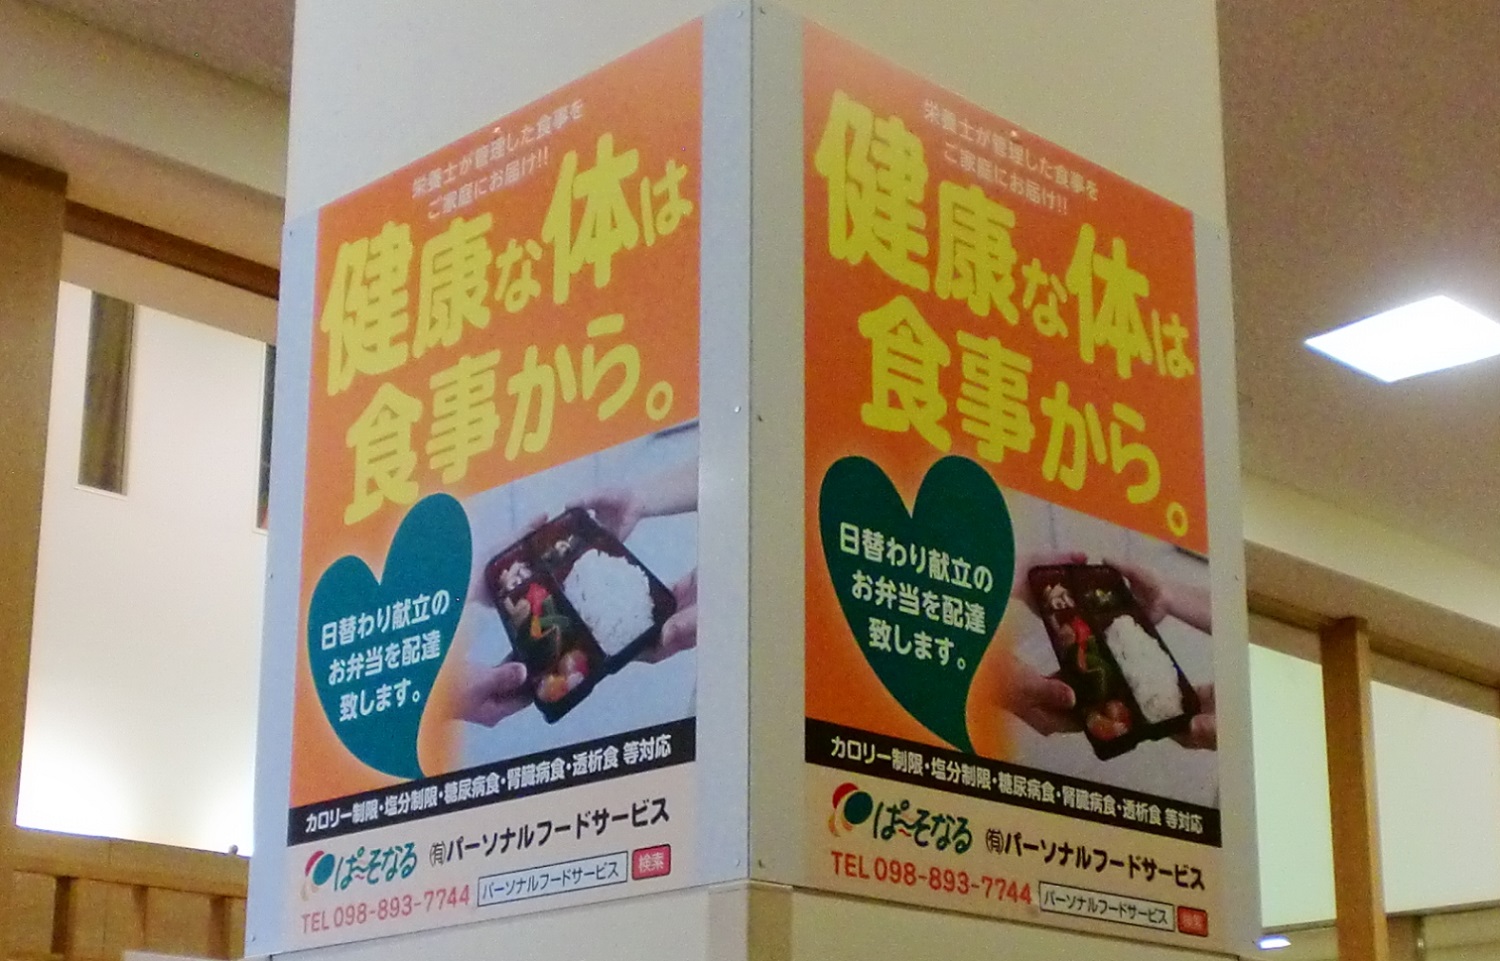 栄養士が管理した食事を
ご家庭にお届け!!
健康な体は
食事から。
日替わり献立の
お弁当を配達
致します。
カロリー制限・塩分制限・糖尿病食・腎臓病食・透析食 等対応
ぱ～そなる ㈲パーソナルフードサービス
TEL 098-893-7744 パーソナルフードサービス 検索
栄養士が管理した食事を
ご家庭にお届け!!
健康な体は
食事から。
日替わり献立の
お弁当を配達
致します。
カロリー制限・塩分制限・糖尿病食・腎臓病食・透析食 等対応
ぱ～そなる ㈲パーソナルフードサービス
TEL 098-893-7744 パーソナルフードサービス 検索